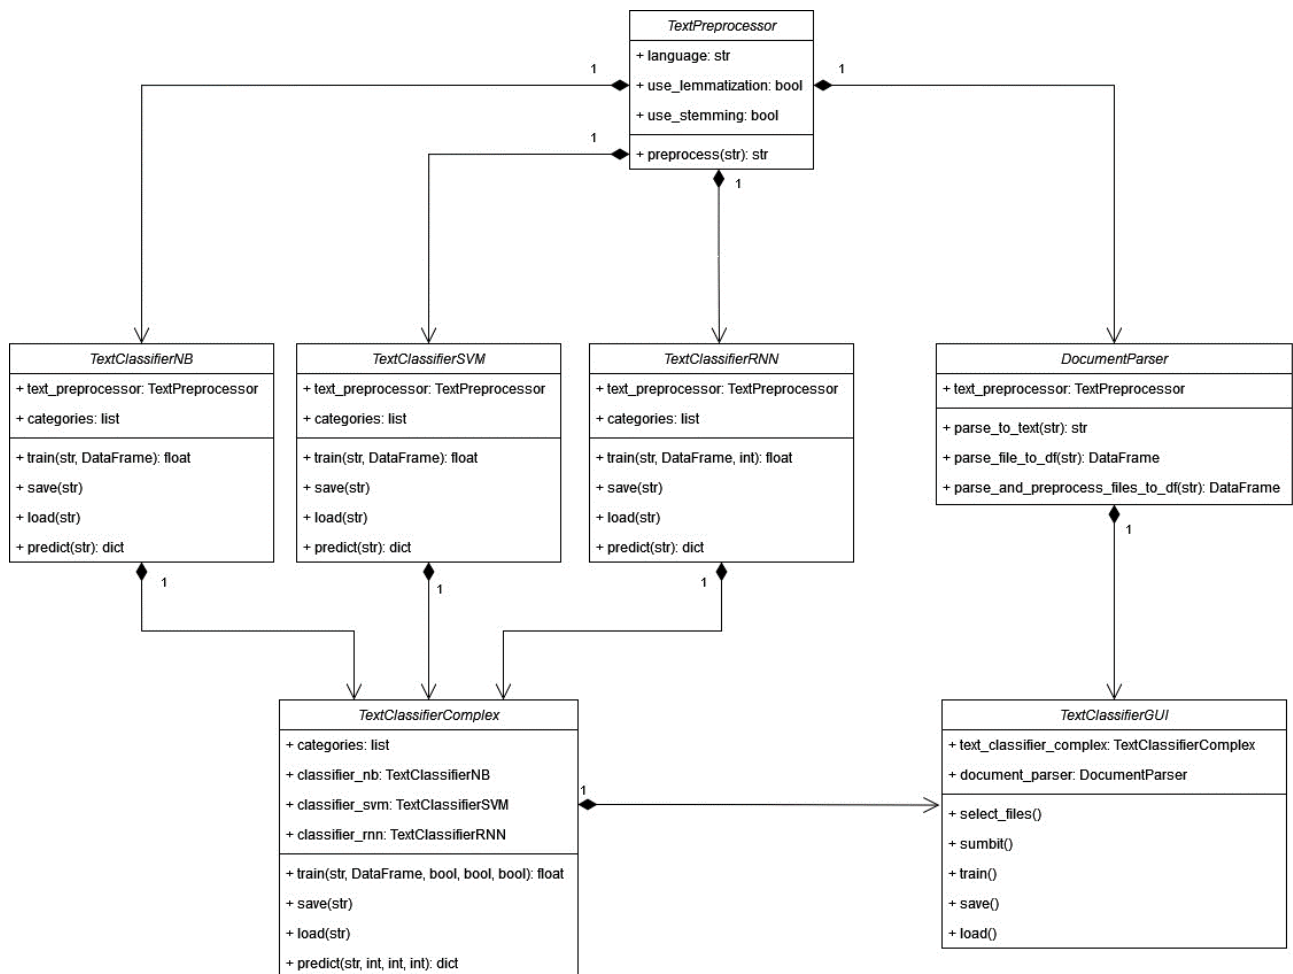 TextPreprocessor
+ language: str
+ use_lemmatization: bool
+ use_stemming: bool
+ preprocess(str): str
1
1
1
1
TextClassifierNB
+ text_preprocessor: TextPreprocessor
+ categories: list
+ train(str, DataFrame): float
+ save(str)
+ load(str)
+ predict(str): dict
1
TextClassifierSVM
+ text_preprocessor: TextPreprocessor
+ categories: list
+ train(str, DataFrame): float
+ save(str)
+ load(str)
+ predict(str): dict
1
TextClassifierRNN
+ text_preprocessor: TextPreprocessor
+ categories: list
+ train(str, DataFrame, int): float
+ save(str)
+ load(str)
+ predict(str): dict
1
DocumentParser
+ text_preprocessor: TextPreprocessor
+ parse_to_text(str): str
+ parse_file_to_df(str): DataFrame
+ parse_and_preprocess_files_to_df(str): DataFrame
1
TextClassifierComplex
+ categories: list
+ classifier_nb: TextClassifierNB
+ classifier_svm: TextClassifierSVM
+ classifier_rnn: TextClassifierRNN
+ train(str, DataFrame, bool, bool, bool): float
+ save(str)
+ load(str)
+ predict(str, int, int, int): dict
1
TextClassifierGUI
+ text_classifier_complex: TextClassifierComplex
+ document_parser: DocumentParser
+ select_files()
+ sumbit()
+ train()
+ save()
+ load()